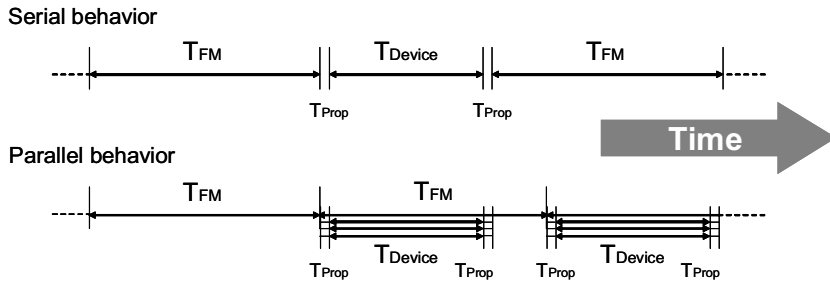 Serial behavior
TFM TDevice TFM
TProp TProp
Time
Parallel behavior
TFM TFM
TDevice TDevice
TProp TProp TProp TProp